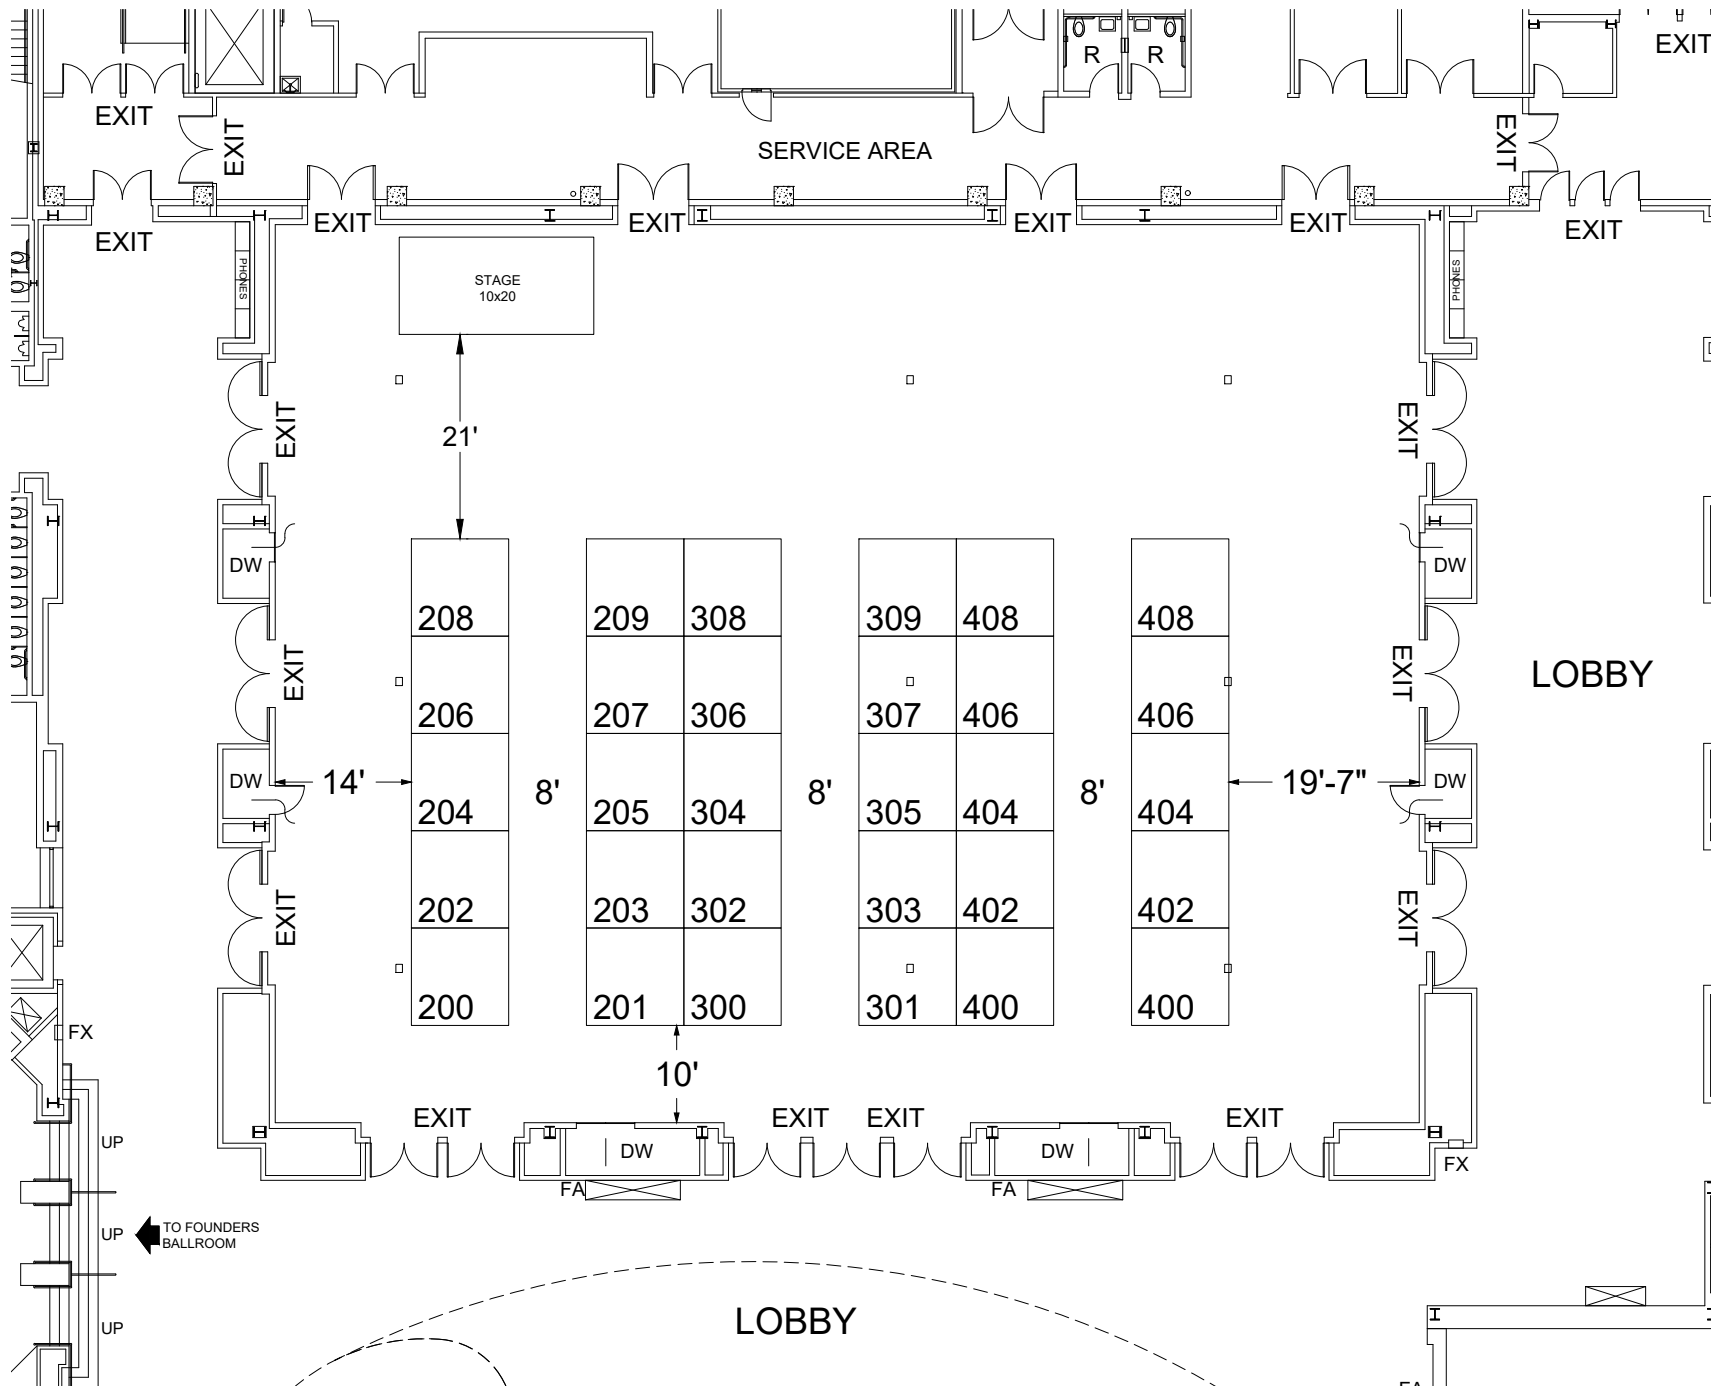 EXIT
R
R
EXIT
EXIT
SERVICE AREA
EXIT
EXIT
EXIT
EXIT
EXIT
EXIT
EXIT
PHONES
STAGE
10x20
PHONES
EXIT
21'
EXIT
DW
DW
208
209
308
309
408
408
EXIT
EXIT
LOBBY
206
207
306
307
406
406
DW
14'
8'
8'
8'
19'-7"
DW
204
205
304
305
404
404
EXIT
202
203
302
303
402
402
EXIT
200
201
300
301
400
400
FX
10'
EXIT
EXIT
EXIT
EXIT
UP
DW
DW
FX
FA
FA
UP
TO FOUNDERS
BALLROOM
UP
LOBBY